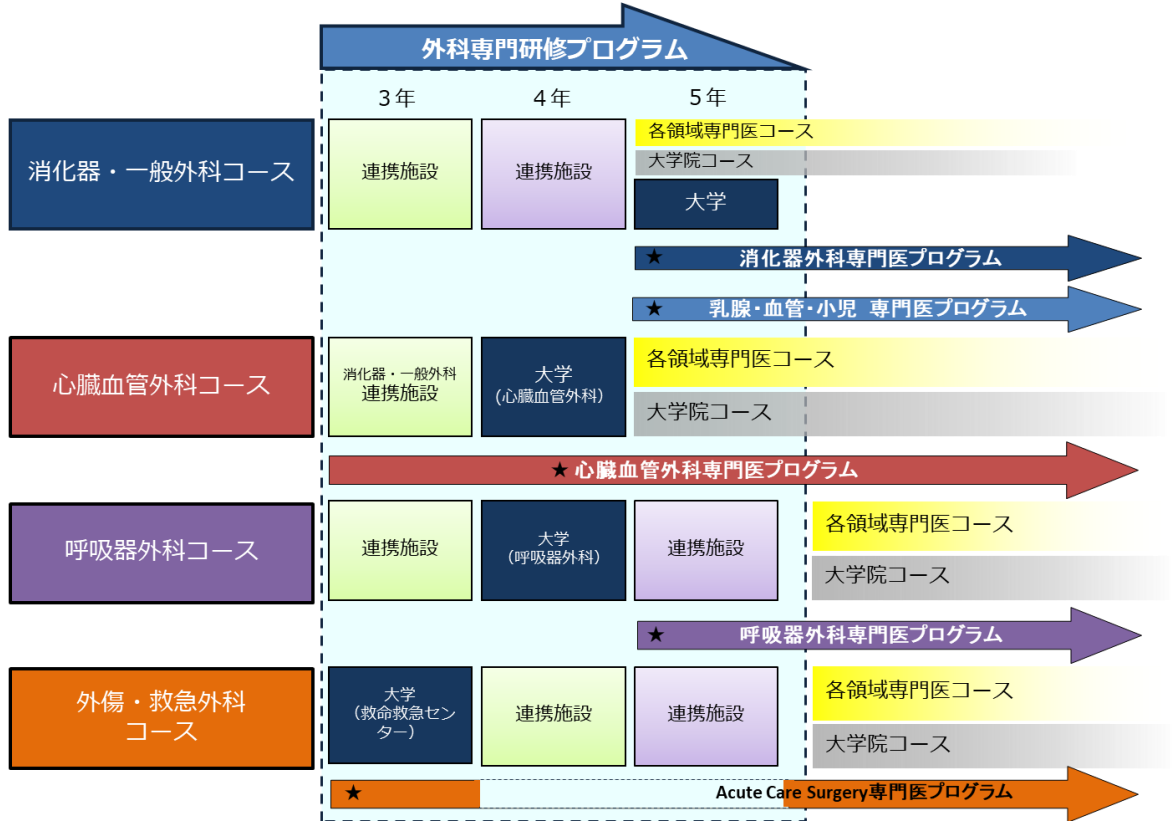 外科専門研修プログラム
3年
4年
5年
消化器・一般外科コース
連携施設
連携施設
各領域専門医コース
大学院コース
大学
★ 消化器外科専門医プログラム
★ 乳腺・血管・小児 専門医プログラム
心臓血管外科コース
消化器・一般外科
連携施設
大学
(心臓血管外科)
各領域専門医コース
大学院コース
★ 心臓血管外科専門医プログラム
呼吸器外科コース
連携施設
大学
(呼吸器外科)
連携施設
各領域専門医コース
大学院コース
★ 呼吸器外科専門医プログラム
外傷・救急外科
コース
大学
(救命救急セン
ター)
連携施設
連携施設
各領域専門医コース
大学院コース
★ Acute Care Surgery専門医プログラム